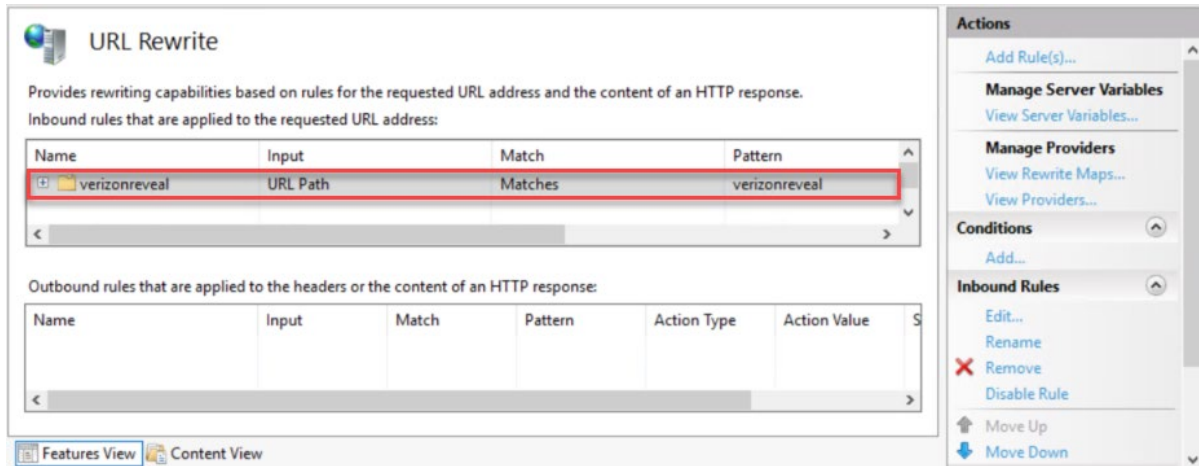 URL Rewrite
Provides rewriting capabilities based on rules for the requested URL address and the content of an HTTP response.
Inbound rules that are applied to the requested URL address:
Name Input Match Pattern
verizonreveal URL Path Matches verizonreveal
Outbound rules that are applied to the headers or the content of an HTTP response:
Name Input Match Pattern Action Type Action Value S
Features View Content View
Actions
Add Rule(s)...
Manage Server Variables
View Server Variables...
Manage Providers
View Rewrite Maps...
View Providers...
Conditions
Add...
Inbound Rules
Edit...
Rename
Remove
Disable Rule
Move Up
Move Down